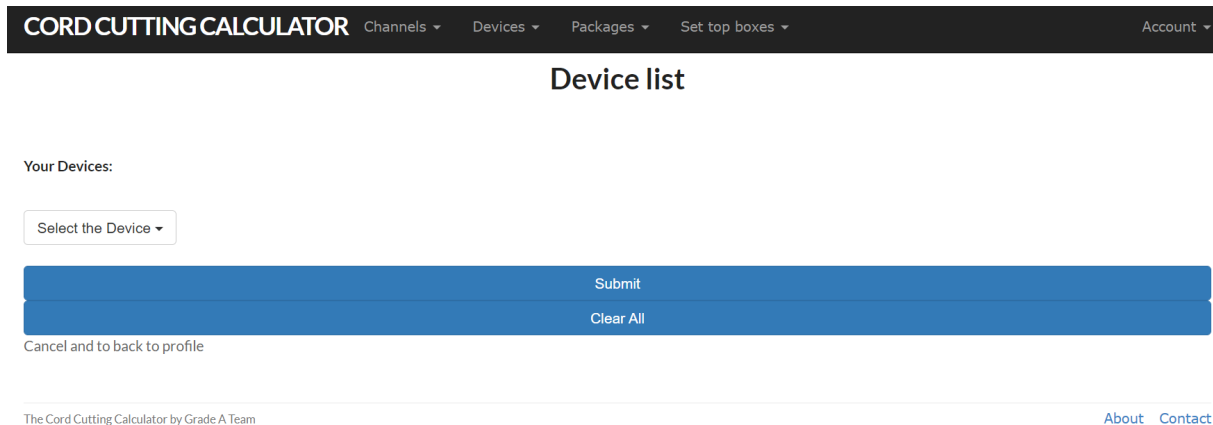 CORD CUTTING CALCULATOR Channels Devices Packages Set top boxes Account
Device list
Your Devices:
Select the Device
Submit
Clear All
Cancel and to back to profile
The Cord Cutting Calculator by Grade A Team About Contact